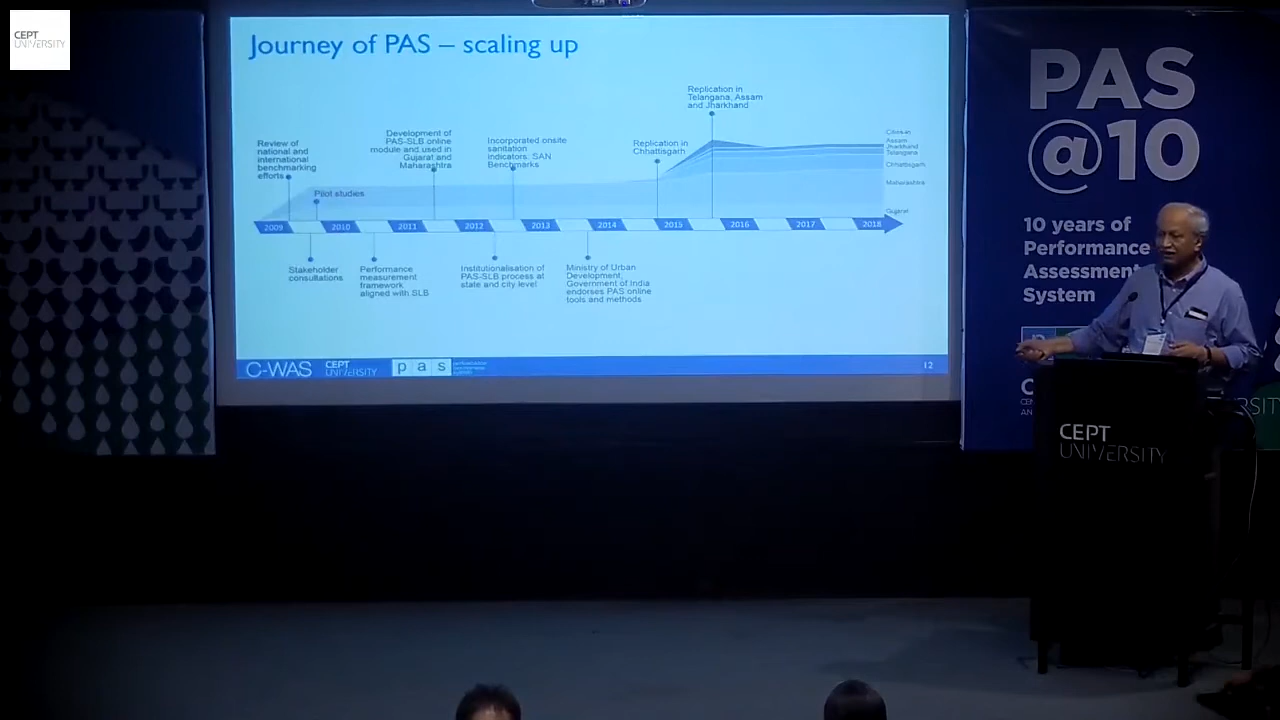 CEPT
UNIVERSITY
Journey of PAS – scaling up
Replication in
Telangana, Assam
and Jharkhand
Review of
national and
international
benchmarking
efforts
Development of
PAS-SLB online
module and used in
Gujarat and
Maharashtra
Incorporated onsite
sanitation
indicators: SAN
Benchmarks
Replication in
Chhattisgarh
Pilot studies
Cities in
Assam
Jharkhand
Telangana
Chhattisgarh
Maharashtra
Gujarat
2009 2010 2011 2012 2013 2014 2015 2016 2017 2018
Stakeholder
consultations
Performance
measurement
framework
aligned with SLB
Institutionalisation of
PAS-SLB process at
state and city level
Ministry of Urban
Development,
Government of India
endorses PAS online
tools and methods
C-WAS CEPT
UNIVERSITY
pas
12
PAS
@10
10 years of
Performance
Assessment
System
CEPT
UNIVERSITY